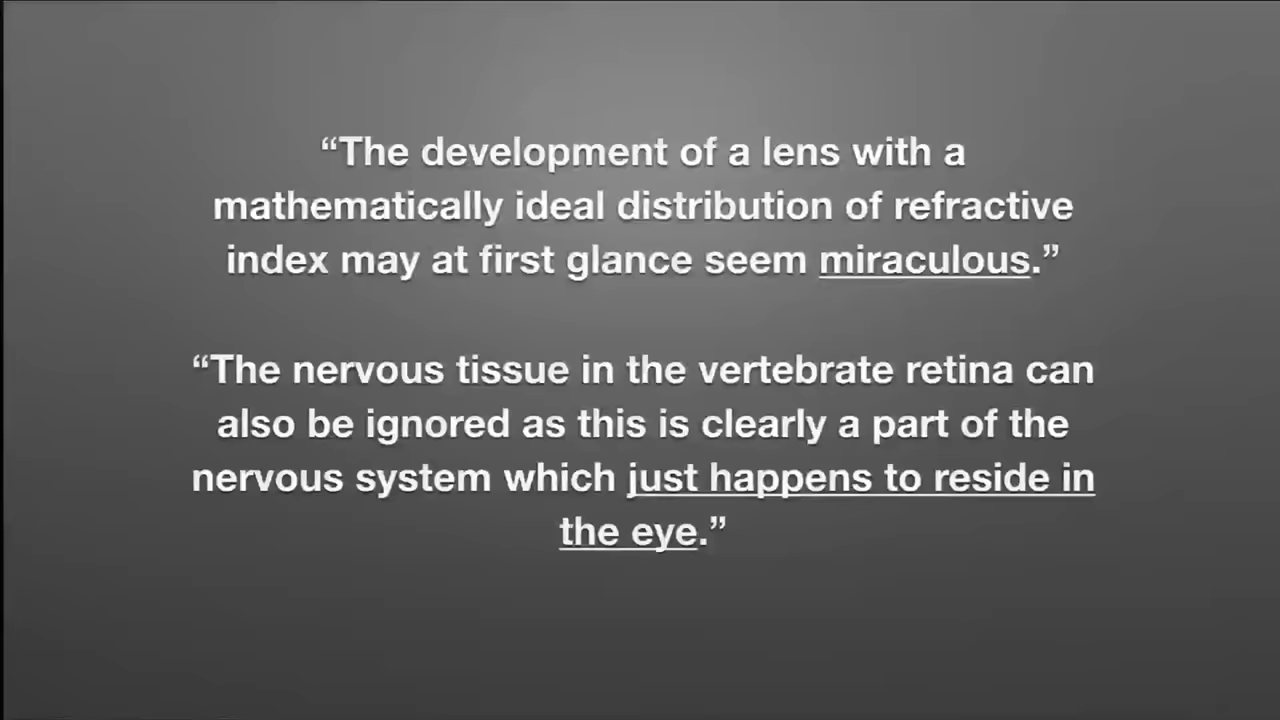 “The development of a lens with a
mathematically ideal distribution of refractive
index may at first glance seem miraculous.”
“The nervous tissue in the vertebrate retina can
also be ignored as this is clearly a part of the
nervous system which just happens to reside in
the eye.”